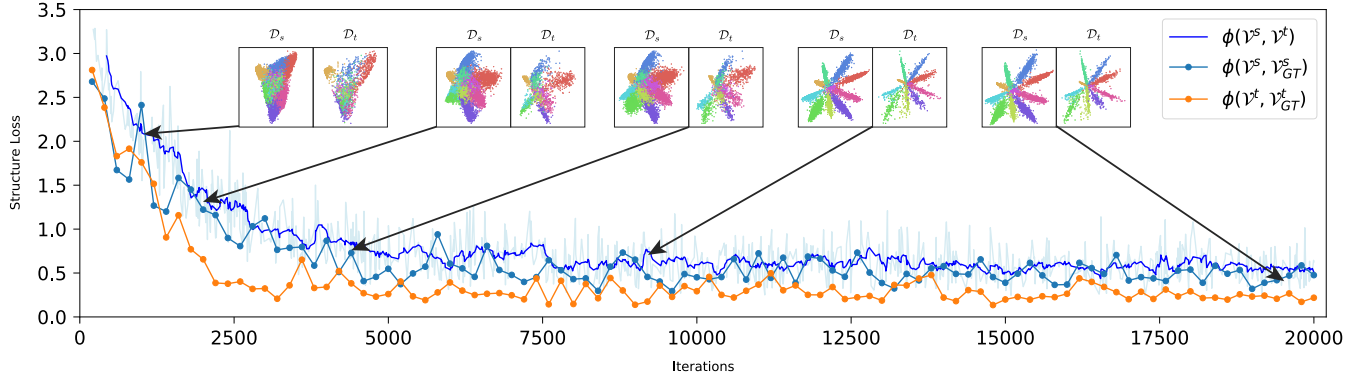 3.5
3.0
2.5
2.0
1.5
1.0
0.5
0.0
Structure Loss
𝒟ₛ 𝒟ₜ 𝒟ₛ 𝒟ₜ 𝒟ₛ 𝒟ₜ 𝒟ₛ 𝒟ₜ 𝒟ₛ 𝒟ₜ
ϕ(𝒱ˢ, 𝒱ᵗ)
ϕ(𝒱ˢ, 𝒱ˢ_GT)
ϕ(𝒱ᵗ, 𝒱ᵗ_GT)
0 2500 5000 7500 10000 12500 15000 17500 20000
Iterations